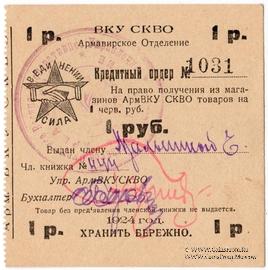 1 р. ВКУ СКВО 1 р.
Армавирское Отделение
В ЕДИНЕНИИ СИЛА
Кредитный ордер № 1031
На право получения из мага-
зинов АрмВКУ СКВО товаров на
1 черв. руб.
1 руб.
Выдан члену
Чл. книжка №
Упр. АрмВКУСКВО
Бухгалтер
Товар без предъявления членской книжки не выдается.
1 р. 1924 год. 1 р.
ХРАНИТЬ БЕРЕЖНО.